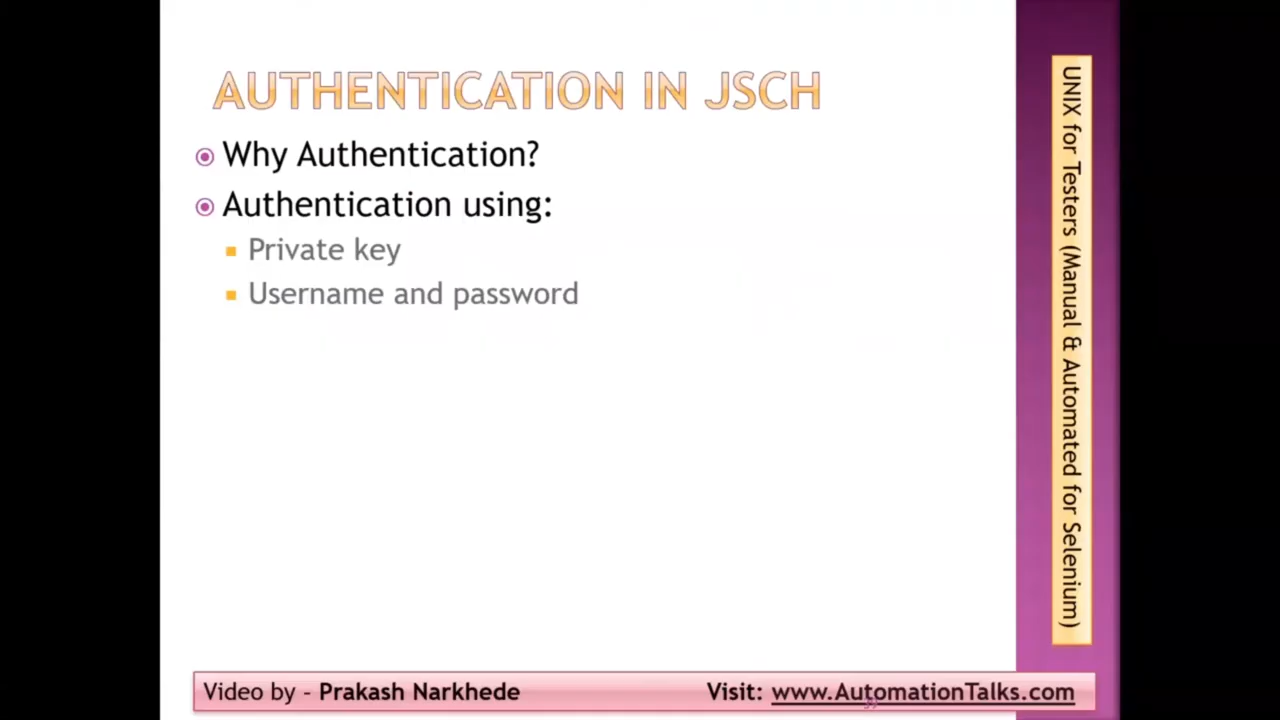 AUTHENTICATION IN JSCH
Why Authentication?
Authentication using:
Private key
Username and password
UNIX for Testers (Manual & Automated for Selenium)
Video by - Prakash Narkhede
Visit: www.AutomationTalks.com